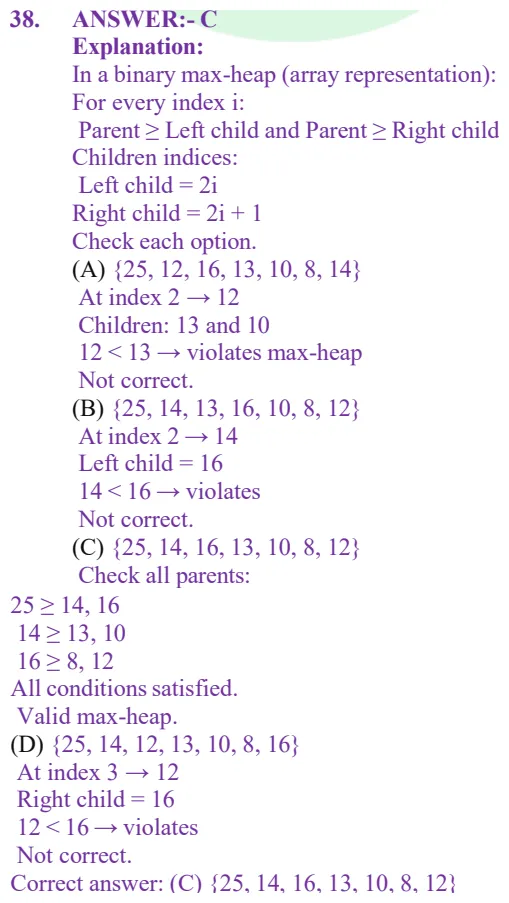 38. ANSWER:- C
Explanation:
In a binary max-heap (array representation):
For every index i:
Parent ≥ Left child and Parent ≥ Right child
Children indices:
Left child = 2i
Right child = 2i + 1
Check each option.
(A) {25, 12, 16, 13, 10, 8, 14}
At index 2 → 12
Children: 13 and 10
12 < 13 → violates max-heap
Not correct.
(B) {25, 14, 13, 16, 10, 8, 12}
At index 2 → 14
Left child = 16
14 < 16 → violates
Not correct.
(C) {25, 14, 16, 13, 10, 8, 12}
Check all parents:
25 ≥ 14, 16
14 ≥ 13, 10
16 ≥ 8, 12
All conditions satisfied.
Valid max-heap.
(D) {25, 14, 12, 13, 10, 8, 16}
At index 3 → 12
Right child = 16
12 < 16 → violates
Not correct.
Correct answer: (C) {25, 14, 16, 13, 10, 8, 12}